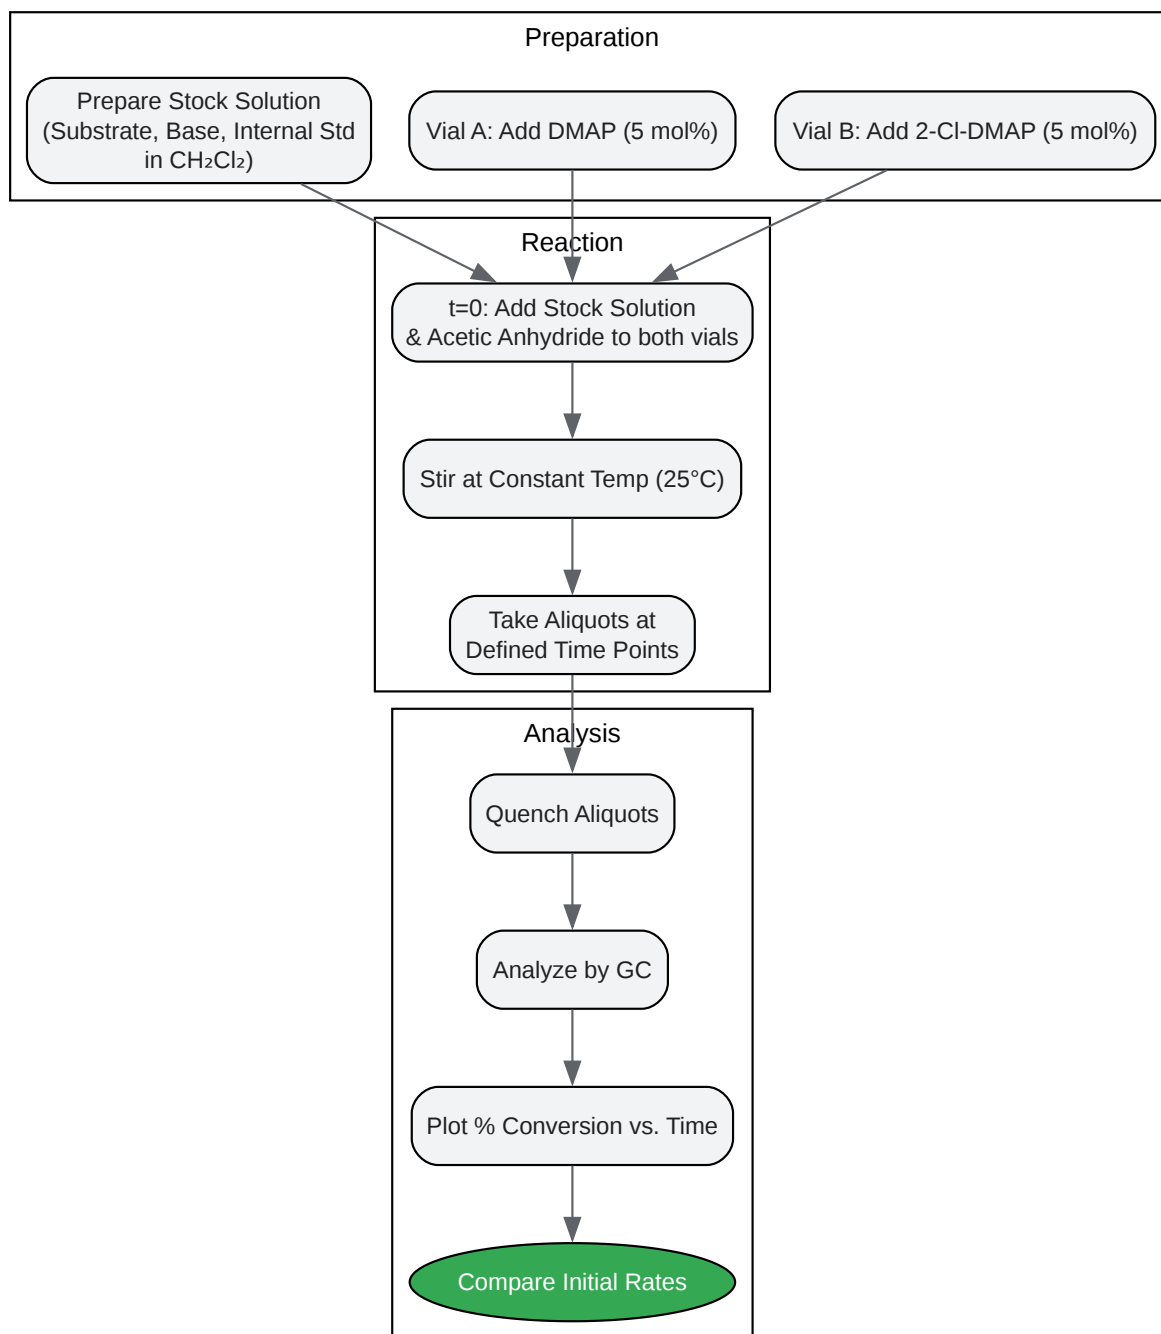 Preparation
Prepare Stock Solution
(Substrate, Base, Internal Std
in CH₂Cl₂)
Vial A: Add DMAP (5 mol%)
Vial B: Add 2-Cl-DMAP (5 mol%)
Reaction
t=0: Add Stock Solution
& Acetic Anhydride to both vials
Stir at Constant Temp (25°C)
Take Aliquots at
Defined Time Points
Analysis
Quench Aliquots
Analyze by GC
Plot % Conversion vs. Time
Compare Initial Rates